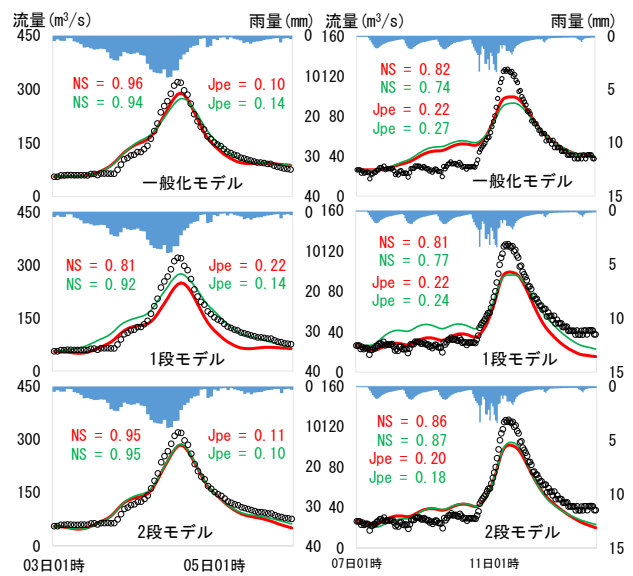 流量(m³/s)
雨量(mm)
流量(m³/s)
雨量(mm)
450
300
150
0
0
10
20
30
40
NS = 0.96
NS = 0.94
Jpe = 0.10
Jpe = 0.14
一般化モデル
160
120
80
40
0
0
5
10
15
NS = 0.82
NS = 0.74
Jpe = 0.22
Jpe = 0.27
一般化モデル
450
300
150
0
0
10
20
30
40
NS = 0.81
NS = 0.92
Jpe = 0.22
Jpe = 0.14
1段モデル
160
120
80
40
0
0
5
10
15
NS = 0.81
NS = 0.77
Jpe = 0.22
Jpe = 0.24
1段モデル
450
300
150
0
0
10
20
30
40
NS = 0.95
NS = 0.95
Jpe = 0.11
Jpe = 0.10
2段モデル
03日01時
05日01時
160
120
80
40
0
0
5
10
15
NS = 0.86
NS = 0.87
Jpe = 0.20
Jpe = 0.18
2段モデル
07日01時
11日01時